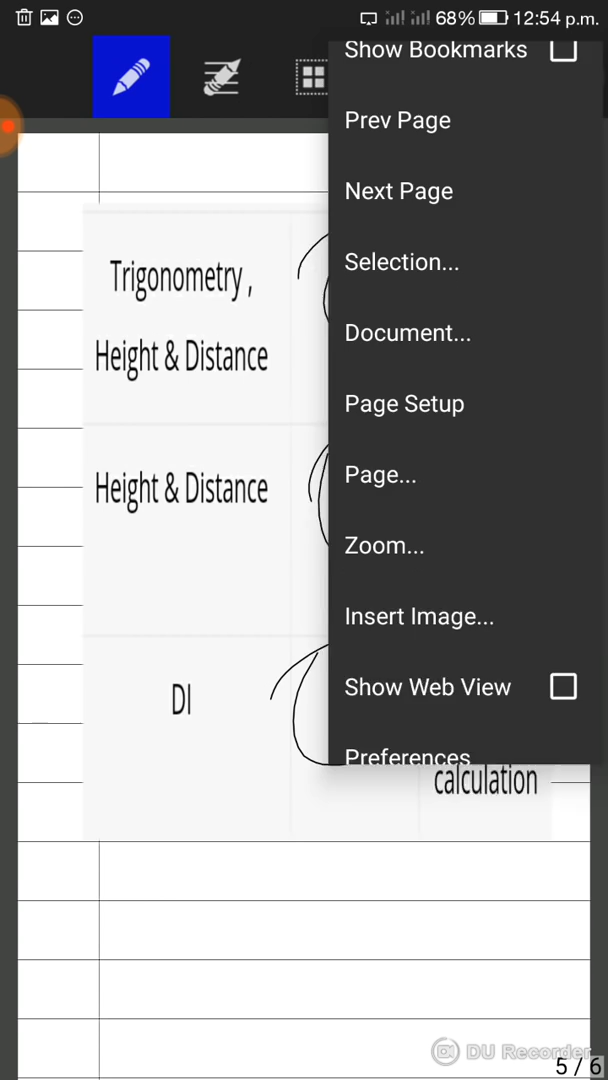 68% 12:54 p.m.
Show Bookmarks
Prev Page
Next Page
Selection...
Document...
Page Setup
Page...
Zoom...
Insert Image...
Show Web View
Preferences
Trigonometry ,
Height & Distance
Height & Distance
DI
calculation
DU Recorder
5 / 6